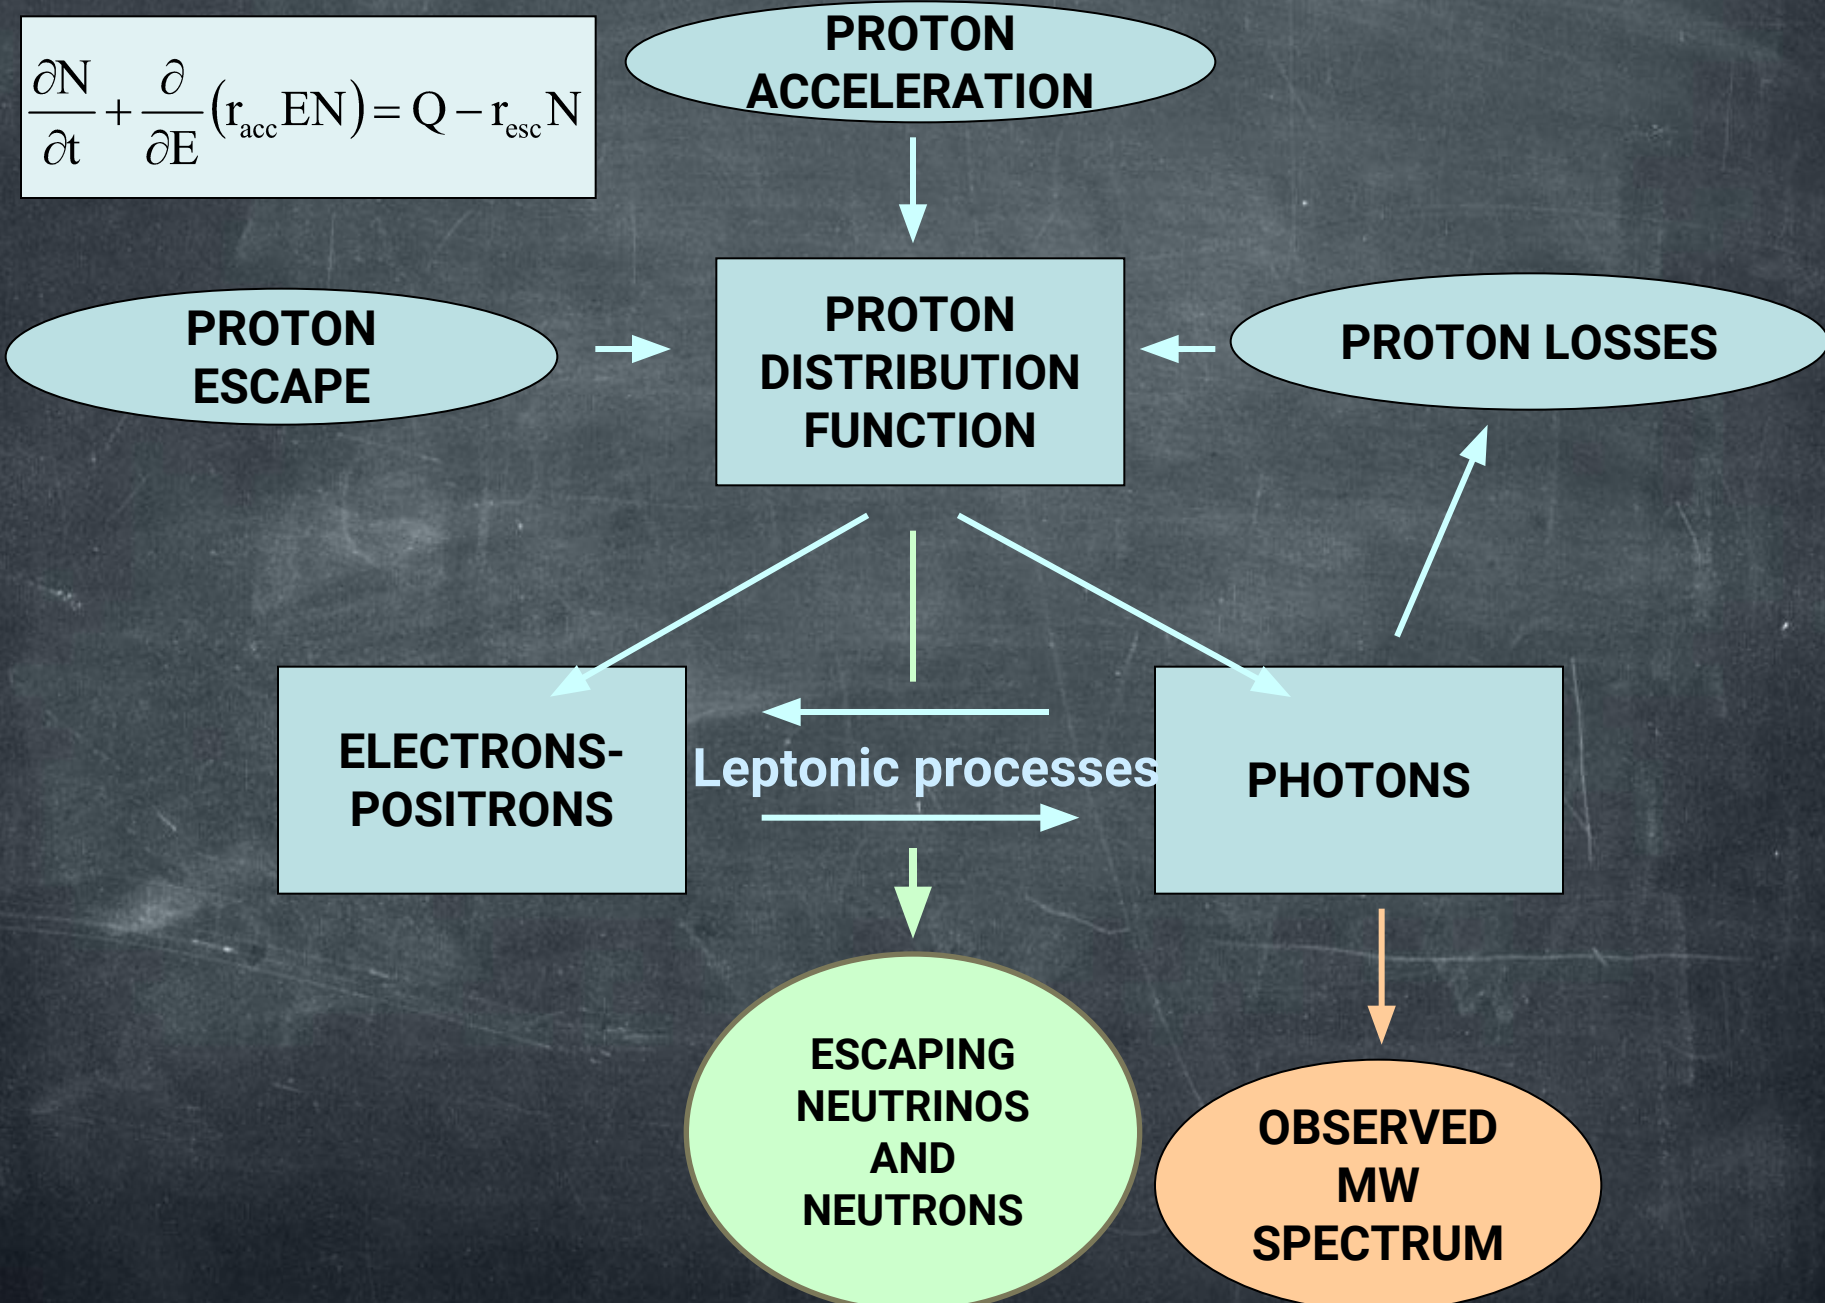 ∂N/∂t + ∂/∂E (r_acc EN) = Q − r_esc N
PROTON
ACCELERATION
PROTON
ESCAPE
PROTON
DISTRIBUTION
FUNCTION
PROTON LOSSES
ELECTRONS-
POSITRONS
Leptonic processes
PHOTONS
ESCAPING
NEUTRINOS
AND
NEUTRONS
OBSERVED
MW
SPECTRUM